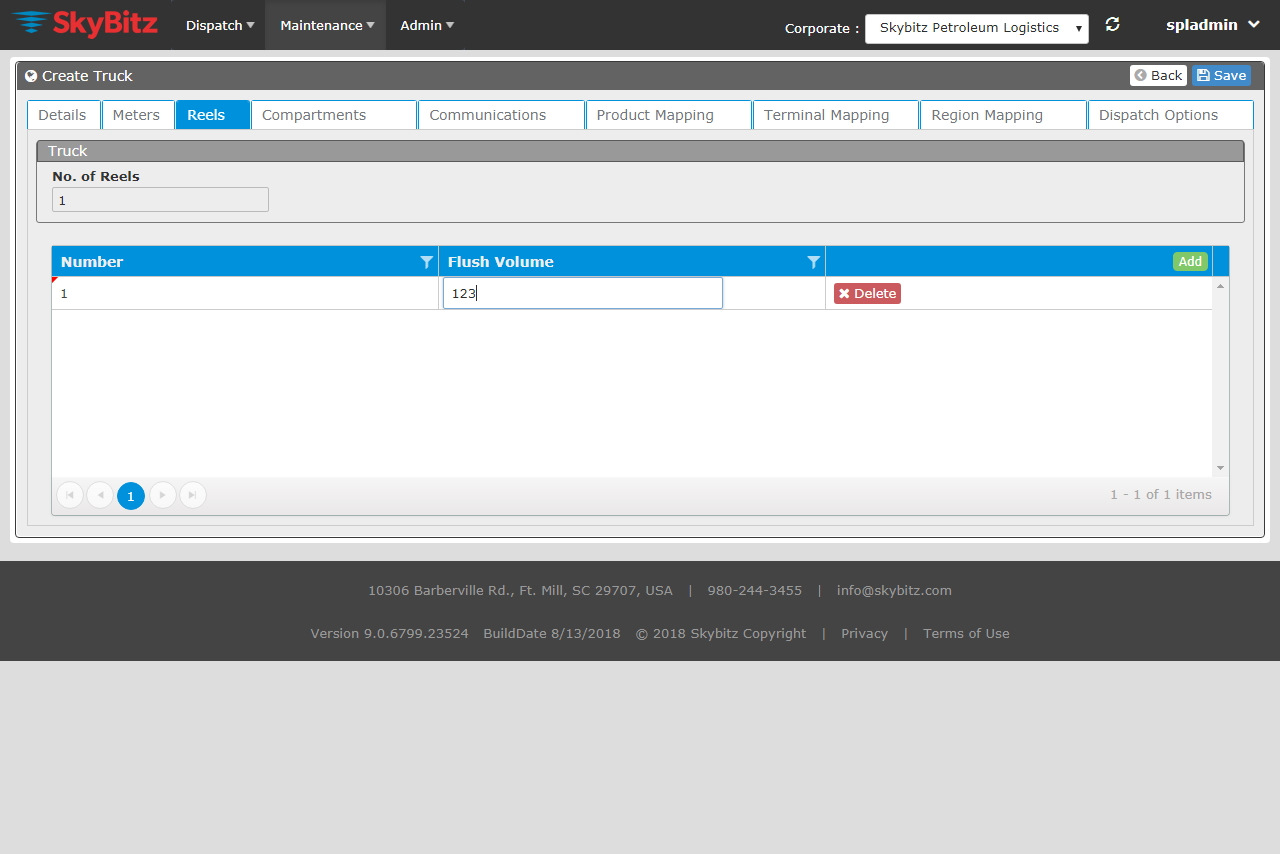 SkyBitz Dispatch Maintenance Admin Corporate : Skybitz Petroleum Logistics spladmin
Create Truck Back Save
Details Meters Reels Compartments Communications Product Mapping Terminal Mapping Region Mapping Dispatch Options
Truck
No. of Reels
1
Number Flush Volume Add
1 123 Delete
1 1 - 1 of 1 items
10306 Barberville Rd., Ft. Mill, SC 29707, USA | 980-244-3455 | info@skybitz.com
Version 9.0.6799.23524 BuildDate 8/13/2018 © 2018 Skybitz Copyright | Privacy | Terms of Use